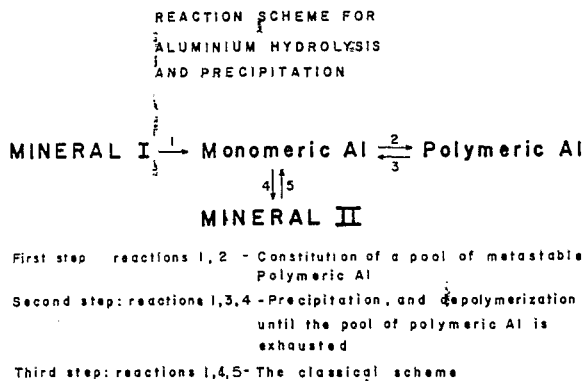 REACTION SCHEME FOR
ALUMINIUM HYDROLYSIS
AND PRECIPITATION
MINERAL I 1 Monomeric Al 2 Polymeric Al
3
4 5
MINERAL II
First step reactions 1, 2 - Constitution of a pool of metastable
Polymeric Al
Second step: reactions 1,3,4 - Precipitation, and depolymerization
until the pool of polymeric Al is
exhausted
Third step: reactions 1,4,5- The classical scheme